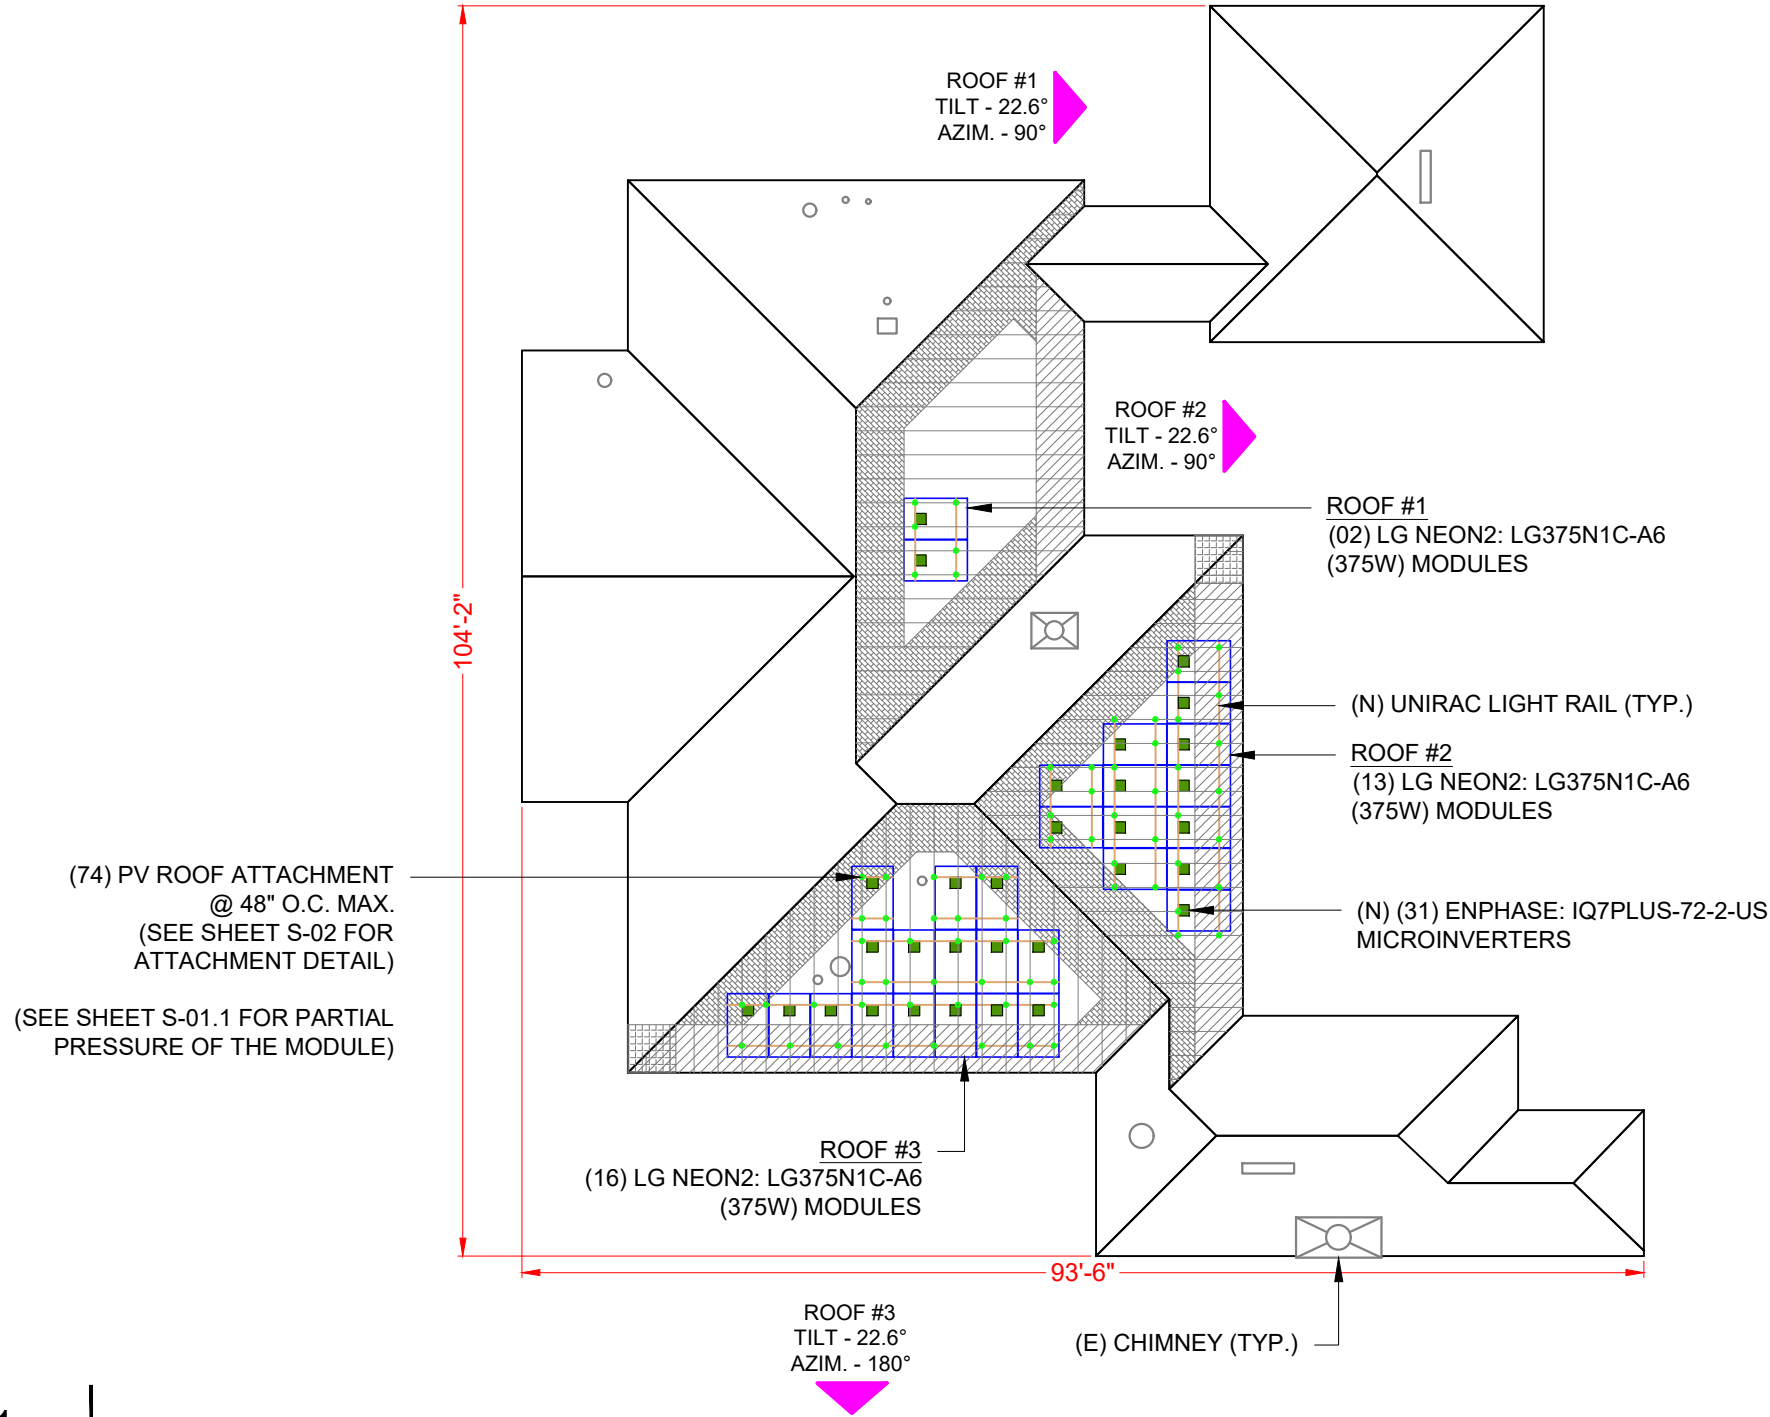 ROOF #1
TILT - 22.6°
AZIM. - 90°
ROOF #2
TILT - 22.6°
AZIM. - 90°
ROOF #1
(02) LG NEON2: LG375N1C-A6
(375W) MODULES
104'-2"
(N) UNIRAC LIGHT RAIL (TYP.)
ROOF #2
(13) LG NEON2: LG375N1C-A6
(375W) MODULES
(74) PV ROOF ATTACHMENT
@ 48" O.C. MAX.
(SEE SHEET S-02 FOR
ATTACHMENT DETAIL)
(N) (31) ENPHASE: IQ7PLUS-72-2-US
MICROINVERTERS
(SEE SHEET S-01.1 FOR PARTIAL
PRESSURE OF THE MODULE)
ROOF #3
(16) LG NEON2: LG375N1C-A6
(375W) MODULES
93'-6"
ROOF #3
TILT - 22.6°
AZIM. - 180°
(E) CHIMNEY (TYP.)